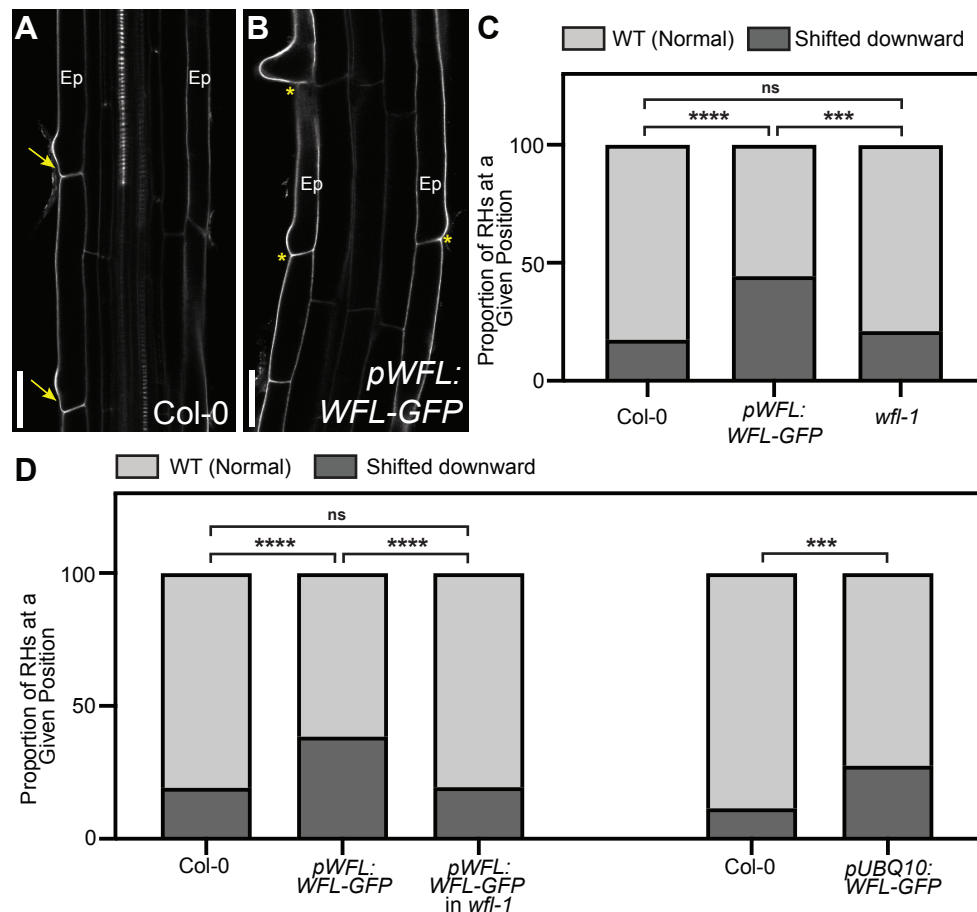 A
Ep
Ep
Col-0
B
*
Ep
Ep
*
*
pWFL:
WFL-GFP
C
WT (Normal)
Shifted downward
ns
****
***
Proportion of RHs at a
Given Position
100
50
0
Col-0
pWFL:
WFL-GFP
wfl-1
D
WT (Normal)
Shifted downward
ns
****
****
***
Proportion of RHs at a
Given Position
100
50
0
Col-0
pWFL:
WFL-GFP
pWFL:
WFL-GFP
in wfl-1
Col-0
pUBQ10:
WFL-GFP